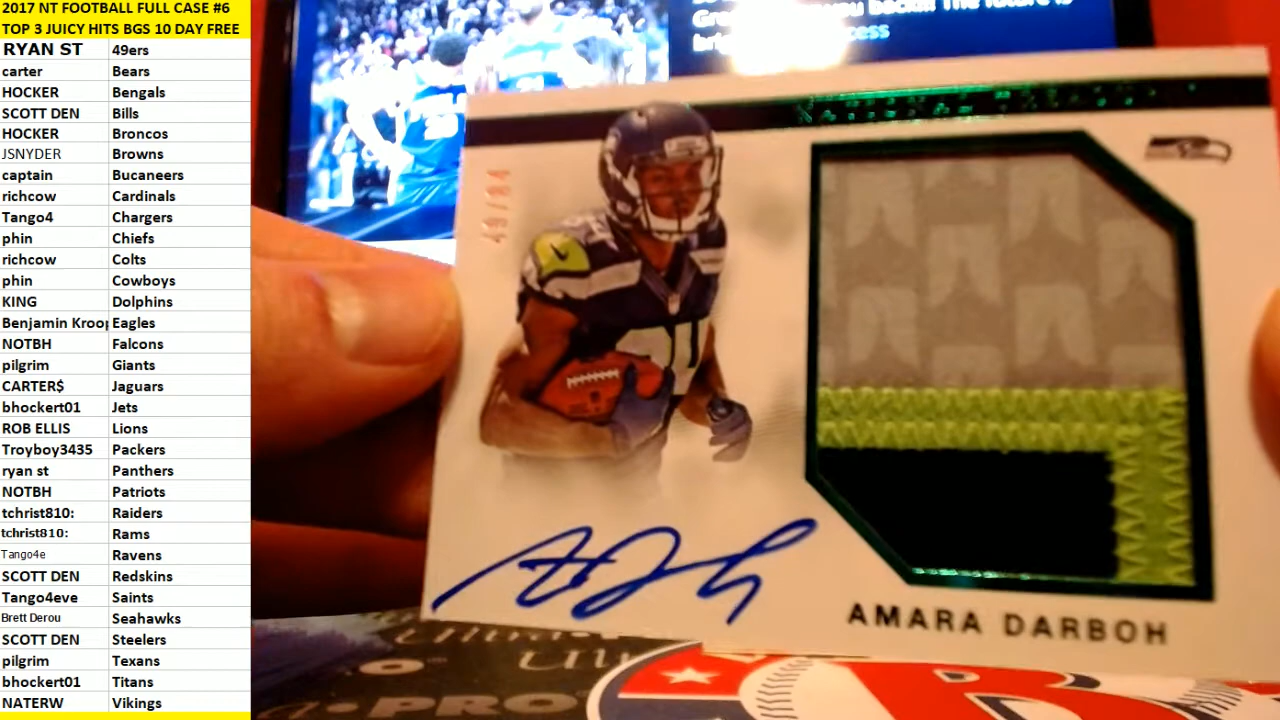 2017 NT FOOTBALL FULL CASE #6
TOP 3 JUICY HITS BGS 10 DAY FREE
RYAN ST 49ers
carter Bears
HOCKER Bengals
SCOTT DEN Bills
HOCKER Broncos
JSNYDER Browns
captain Bucaneers
richcow Cardinals
Tango4 Chargers
phin Chiefs
richcow Colts
phin Cowboys
KING Dolphins
Benjamin Kroop Eagles
NOTBH Falcons
pilgrim Giants
CARTER$ Jaguars
bhockert01 Jets
ROB ELLIS Lions
Troyboy3435 Packers
ryan st Panthers
NOTBH Patriots
tchrist810: Raiders
tchrist810: Rams
Tango4e Ravens
SCOTT DEN Redskins
Tango4eve Saints
Brett Derou Seahawks
SCOTT DEN Steelers
pilgrim Texans
bhockert01 Titans
NATERW Vikings
49/84
AMARA DARBOH
PRO